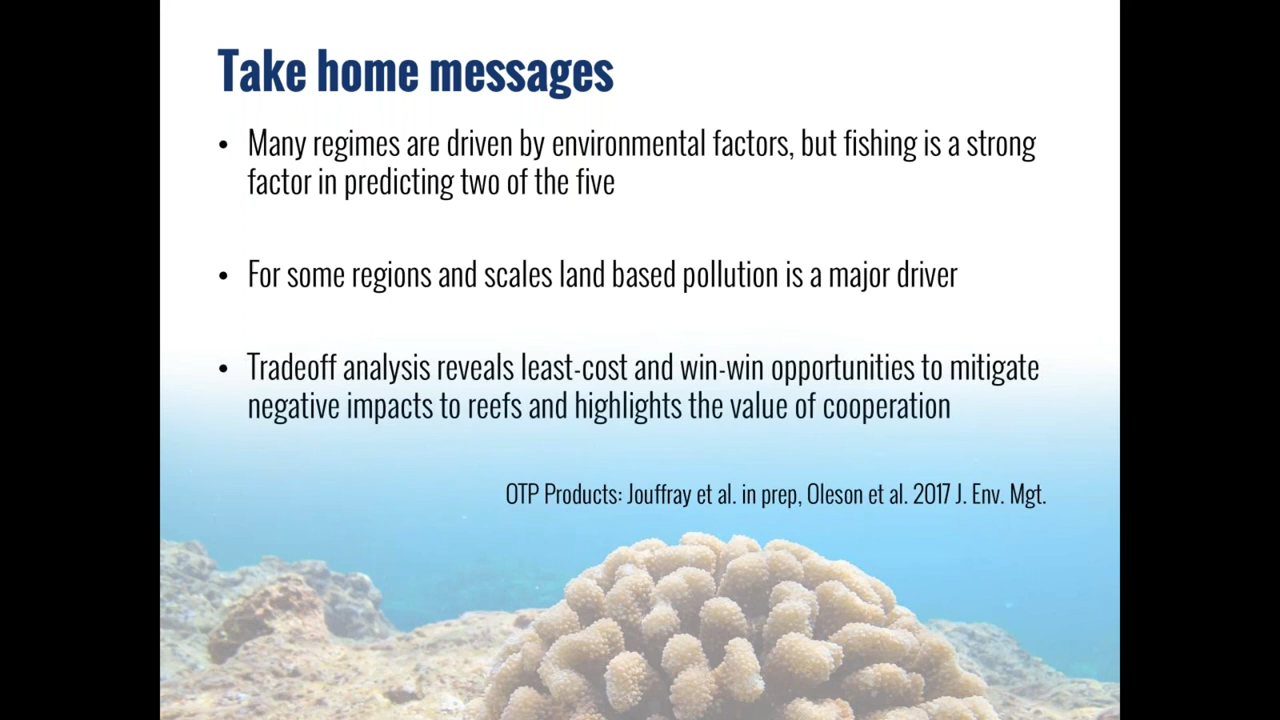 Take home messages
• Many regimes are driven by environmental factors, but fishing is a strong
factor in predicting two of the five
• For some regions and scales land based pollution is a major driver
• Tradeoff analysis reveals least-cost and win-win opportunities to mitigate
negative impacts to reefs and highlights the value of cooperation
OTP Products: Jouffray et al. in prep, Oleson et al. 2017 J. Env. Mgt.